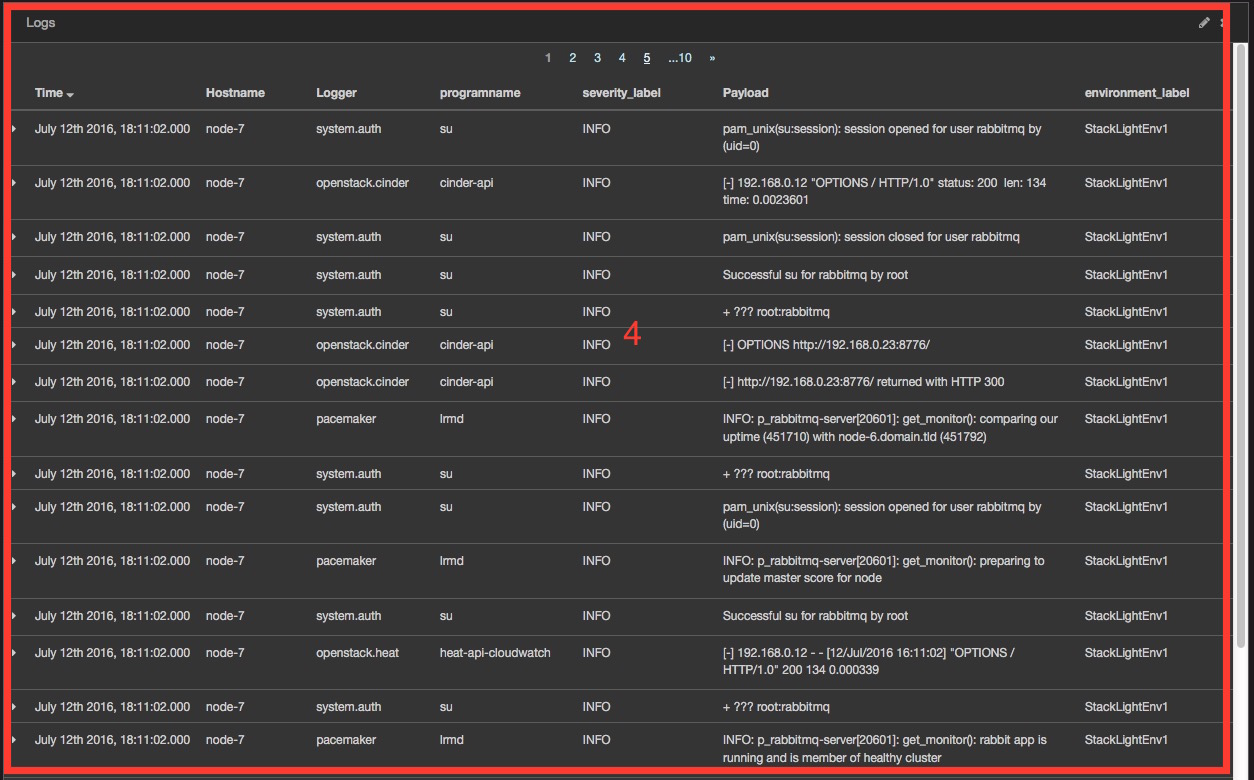 Logs
1 2 3 4 5 ...10 »
Time Hostname Logger programname severity_label Payload environment_label
July 12th 2016, 18:11:02.000 node-7 system.auth su INFO pam_unix(su:session): session opened for user rabbitmq by StackLightEnv1
(uid=0)
July 12th 2016, 18:11:02.000 node-7 openstack.cinder cinder-api INFO [-] 192.168.0.12 "OPTIONS / HTTP/1.0" status: 200 len: 134 StackLightEnv1
time: 0.0023601
July 12th 2016, 18:11:02.000 node-7 system.auth su INFO pam_unix(su:session): session closed for user rabbitmq StackLightEnv1
July 12th 2016, 18:11:02.000 node-7 system.auth su INFO Successful su for rabbitmq by root StackLightEnv1
July 12th 2016, 18:11:02.000 node-7 system.auth su INFO + ??? root:rabbitmq StackLightEnv1
4
July 12th 2016, 18:11:02.000 node-7 openstack.cinder cinder-api INFO [-] OPTIONS http://192.168.0.23:8776/ StackLightEnv1
July 12th 2016, 18:11:02.000 node-7 openstack.cinder cinder-api INFO [-] http://192.168.0.23:8776/ returned with HTTP 300 StackLightEnv1
July 12th 2016, 18:11:02.000 node-7 pacemaker lrmd INFO INFO: p_rabbitmq-server[20601]: get_monitor(): comparing our StackLightEnv1
uptime (451710) with node-6.domain.tld (451792)
July 12th 2016, 18:11:02.000 node-7 system.auth su INFO + ??? root:rabbitmq StackLightEnv1
July 12th 2016, 18:11:02.000 node-7 system.auth su INFO pam_unix(su:session): session opened for user rabbitmq by StackLightEnv1
(uid=0)
July 12th 2016, 18:11:02.000 node-7 pacemaker lrmd INFO INFO: p_rabbitmq-server[20601]: get_monitor(): preparing to StackLightEnv1
update master score for node
July 12th 2016, 18:11:02.000 node-7 system.auth su INFO Successful su for rabbitmq by root StackLightEnv1
July 12th 2016, 18:11:02.000 node-7 openstack.heat heat-api-cloudwatch INFO [-] 192.168.0.12 - - [12/Jul/2016 16:11:02] "OPTIONS / StackLightEnv1
HTTP/1.0" 200 134 0.000339
July 12th 2016, 18:11:02.000 node-7 system.auth su INFO + ??? root:rabbitmq StackLightEnv1
July 12th 2016, 18:11:02.000 node-7 pacemaker lrmd INFO INFO: p_rabbitmq-server[20601]: get_monitor(): rabbit app is StackLightEnv1
running and is member of healthy cluster